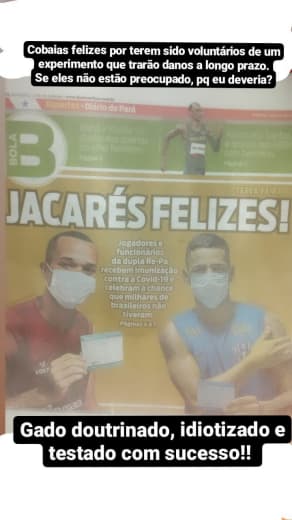 Cobaias felizes por terem sido voluntários de um
experimento que trarão danos a longo prazo.
Se eles não estão preocupado, pq eu deveria?
Esportes - Diário do Pará
BOLA
B
JACARÉS FELIZES!
Jogadores e
funcionários
da dupla Re-Pa
recebem imunização
contra a Covid-19 e
celebram a chance
que milhares de
brasileiros não
tiveram
Gado doutrinado, idiotizado e
testado com sucesso!!